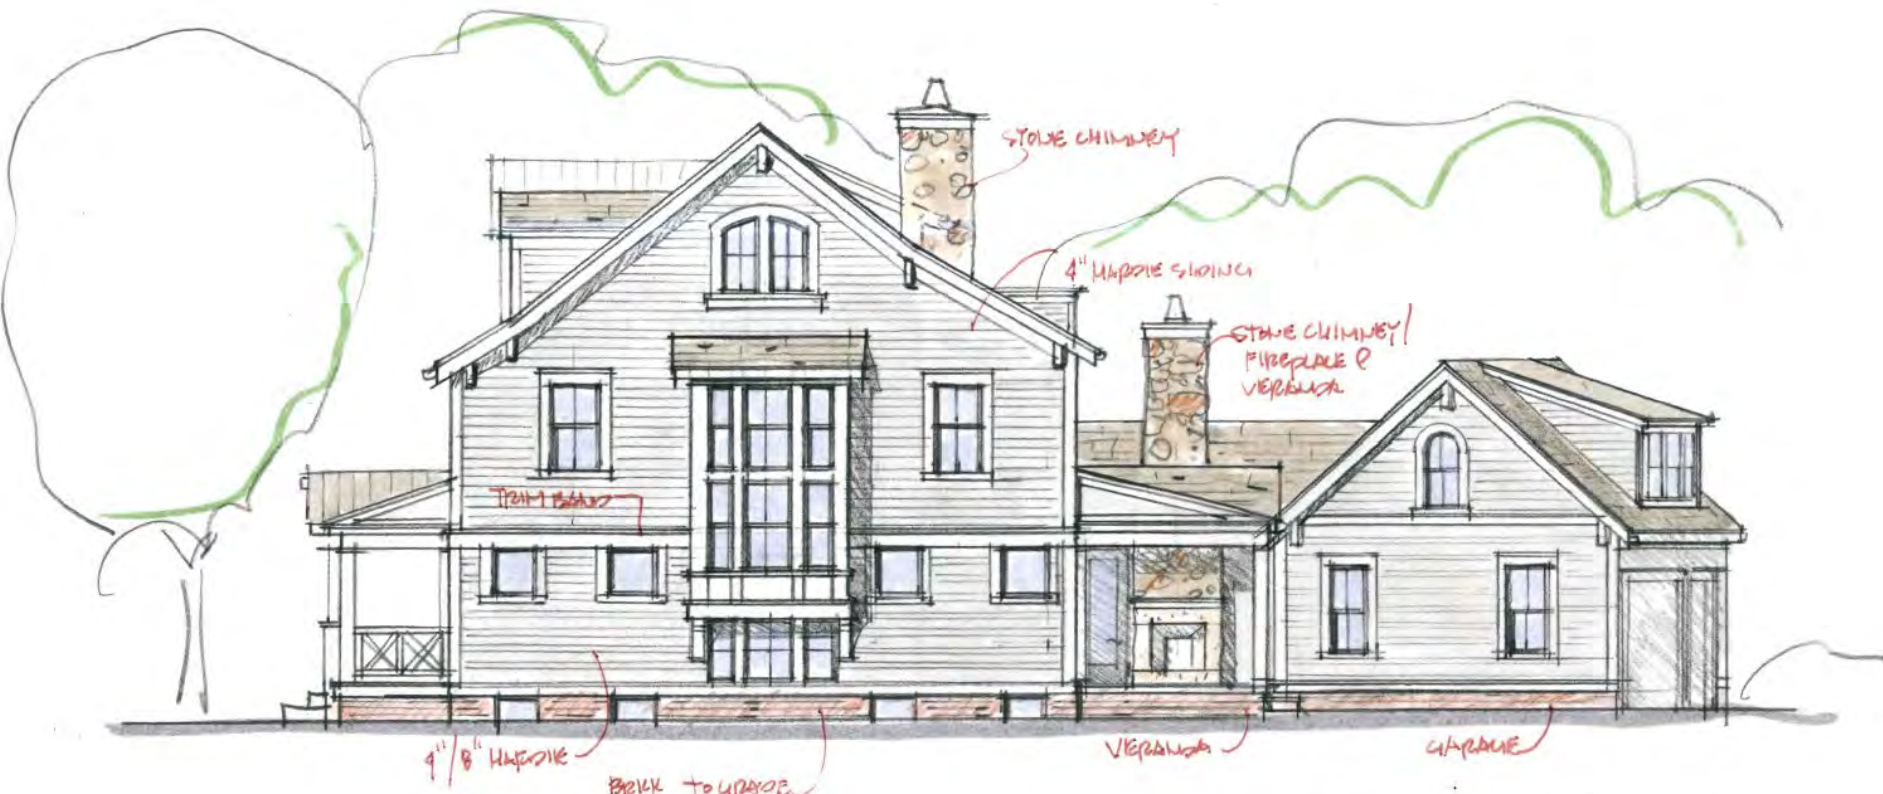 STONE CHIMNEY
4" HARDIE SIDING
STONE CHIMNEY/
FIREPLACE @
VERANDA
TRIM BAND
4"/8" HARDIE
BRICK TO GRADE
VERANDA
GARAGE